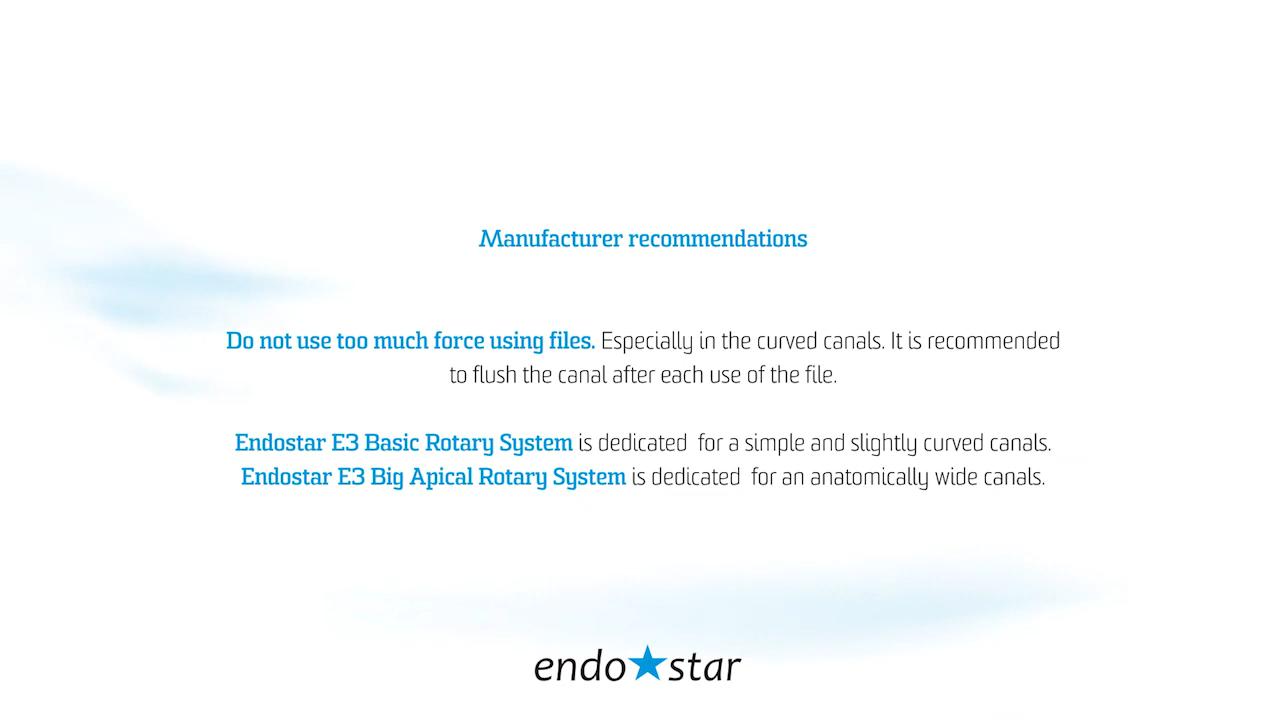 Manufacturer recommendations
Do not use too much force using files. Especially in the curved canals. It is recommended
to flush the canal after each use of the file.
Endostar E3 Basic Rotary System is dedicated  for a simple and slightly curved canals.
Endostar E3 Big Apical Rotary System is dedicated  for an anatomically wide canals.
endo★star